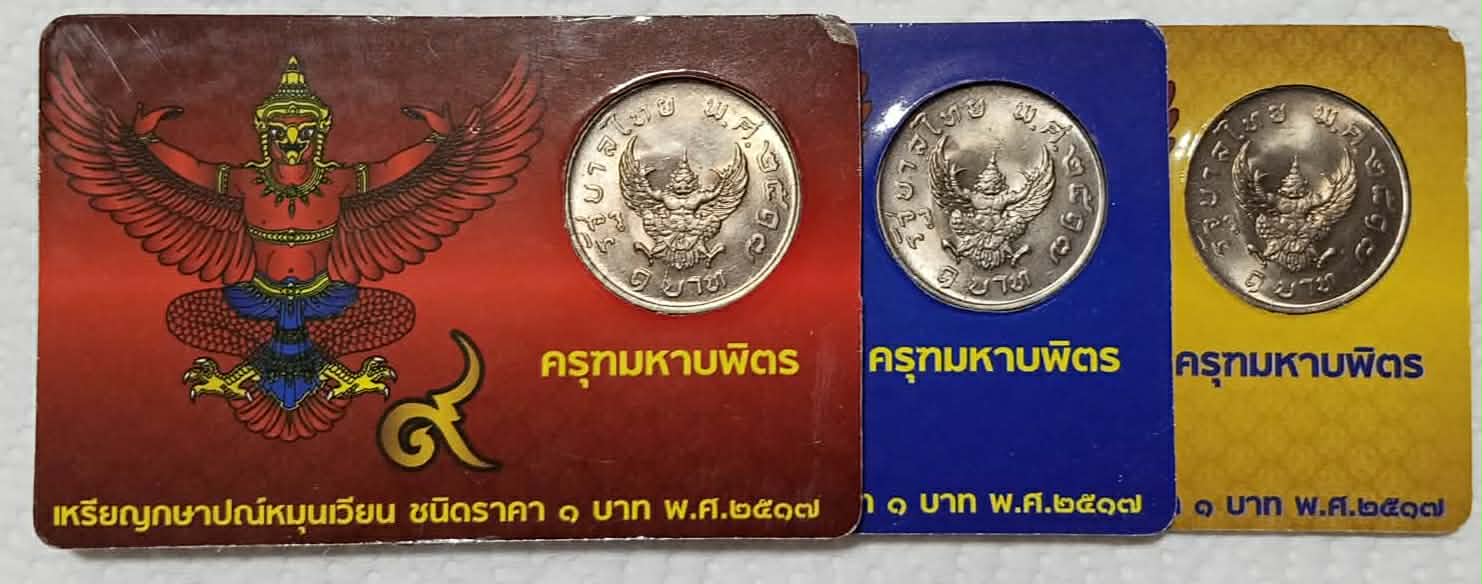 รัฐบาลไทย พ.ศ.๒๕๑๗
๑ บาท
ครุฑมหาบพิตร
๙
เหรียญกษาปณ์หมุนเวียน ชนิดราคา ๑ บาท พ.ศ.๒๕๑๗
รัฐบาลไทย พ.ศ.๒๕๑๗
๑ บาท
ครุฑมหาบพิตร
๑ บาท พ.ศ.๒๕๑๗
รัฐบาลไทย พ.ศ.๒๕๑๗
๑ บาท
ครุฑมหาบพิตร
๑ บาท พ.ศ.๒๕๑๗